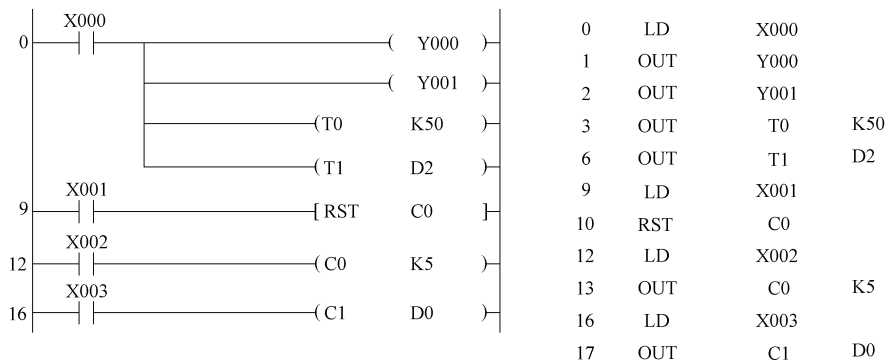 X000
0 ( Y000 )
( Y001 )
(T0 K50 )
(T1 D2 )
X001
9 [ RST C0 ]
X002
12 ( C0 K5 )
X003
16 ( C1 D0 )
0 LD X000
1 OUT Y000
2 OUT Y001
3 OUT T0 K50
6 OUT T1 D2
9 LD X001
10 RST C0
12 LD X002
13 OUT C0 K5
16 LD X003
17 OUT C1 D0